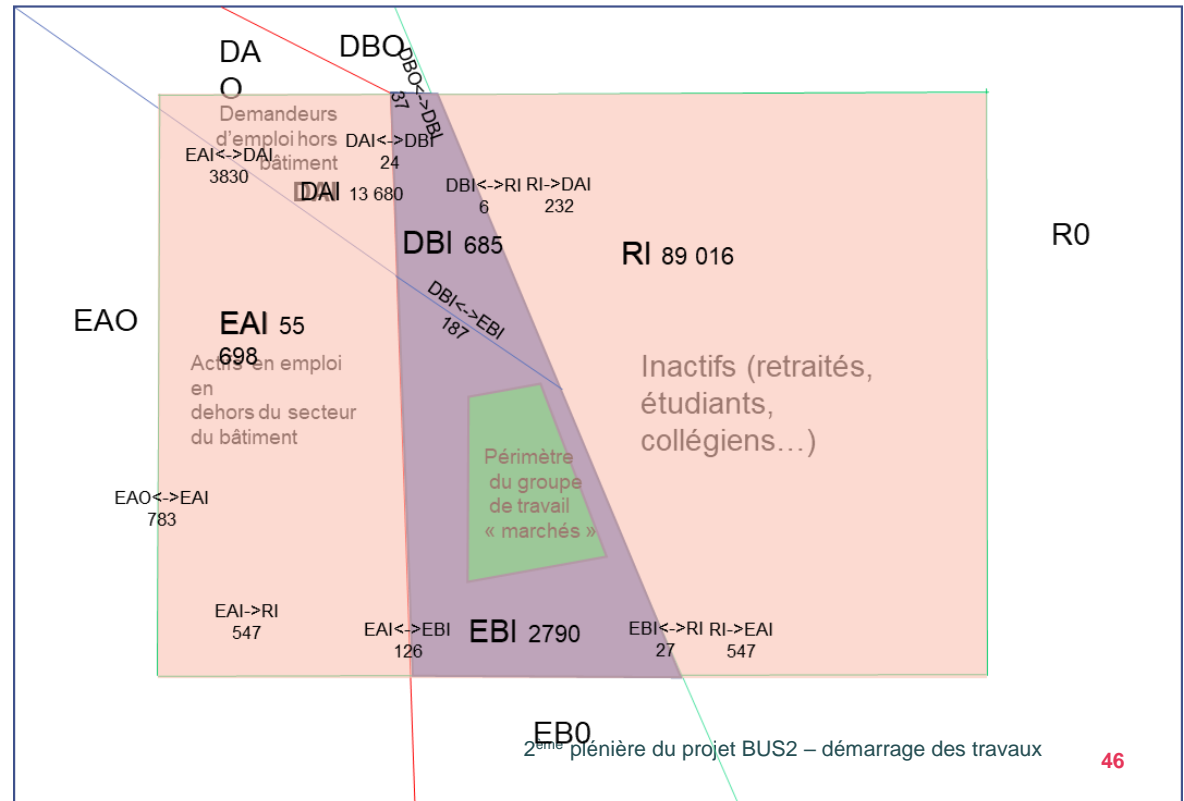 DA
O
DBO
DBO<->DBI
37
Demandeurs
d'emploi hors
bâtiment
EAI<->DAI
3830
DAI<->DBI
24
DAI 13 680
DBI<->RI
6
RI->DAI
232
DBI 685
RI 89 016
R0
DBI<->EBI
187
EAO
EAI 55
698
Actifs en emploi
en
dehors du secteur
du bâtiment
Inactifs (retraités,
étudiants,
collégiens…)
Périmètre
du groupe
de travail
« marchés »
EAO<->EAI
783
EAI->RI
547
EAI<->EBI
126
EBI 2790
EBI<->RI
27
RI->EAI
547
EB0
2ème plénière du projet BUS2 – démarrage des travaux
46